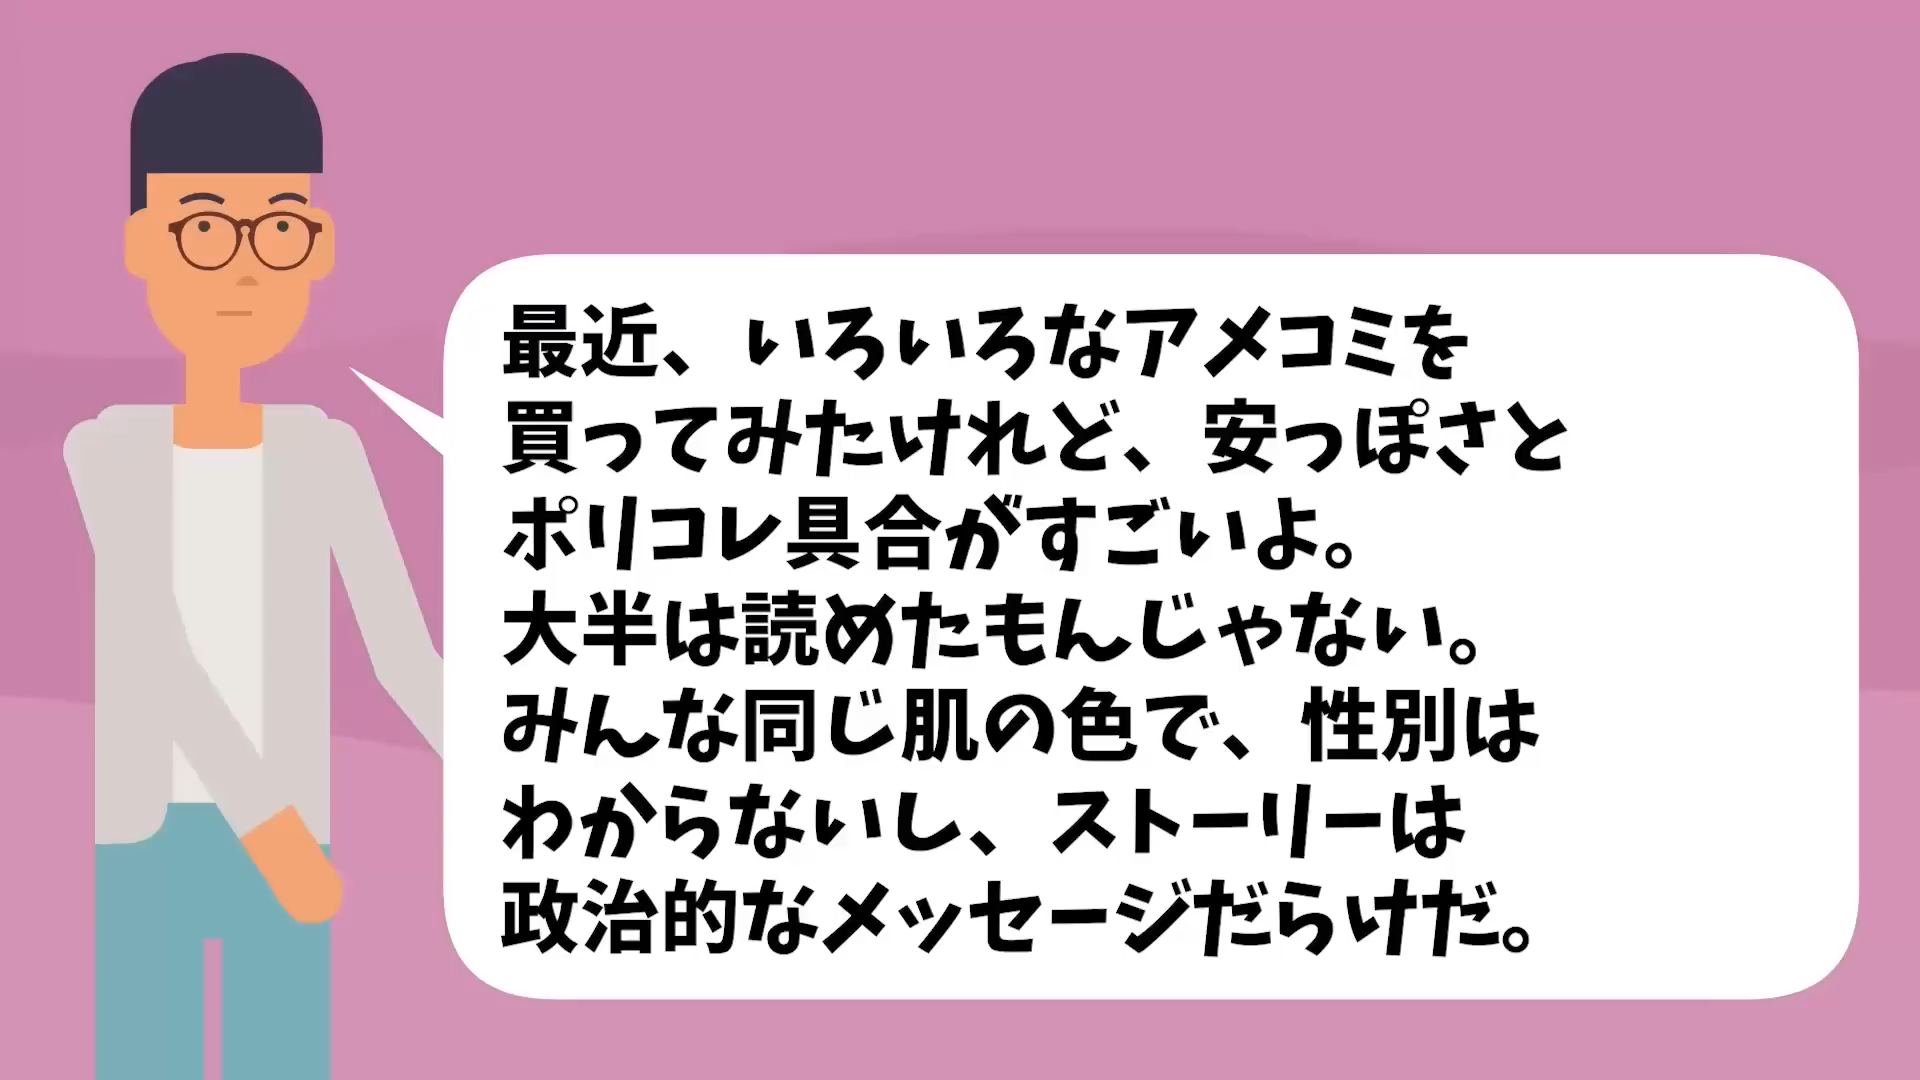 最近、いろいろなアメコミを
買ってみたけれど、安っぽさと
ポリコレ具合がすごいよ。
大半は読めたもんじゃない。
みんな同じ肌の色で、性別は
わからないし、ストーリーは
政治的なメッセージだらけだ。